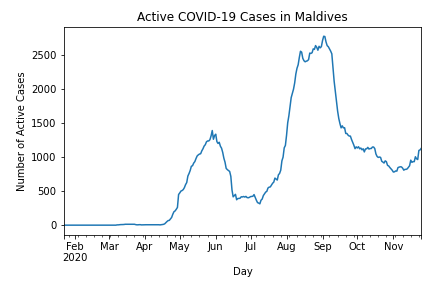 Active COVID-19 Cases in Maldives
Number of Active Cases
2500
2000
1500
1000
500
0
Feb Mar Apr May Jun Jul Aug Sep Oct Nov
2020
Day